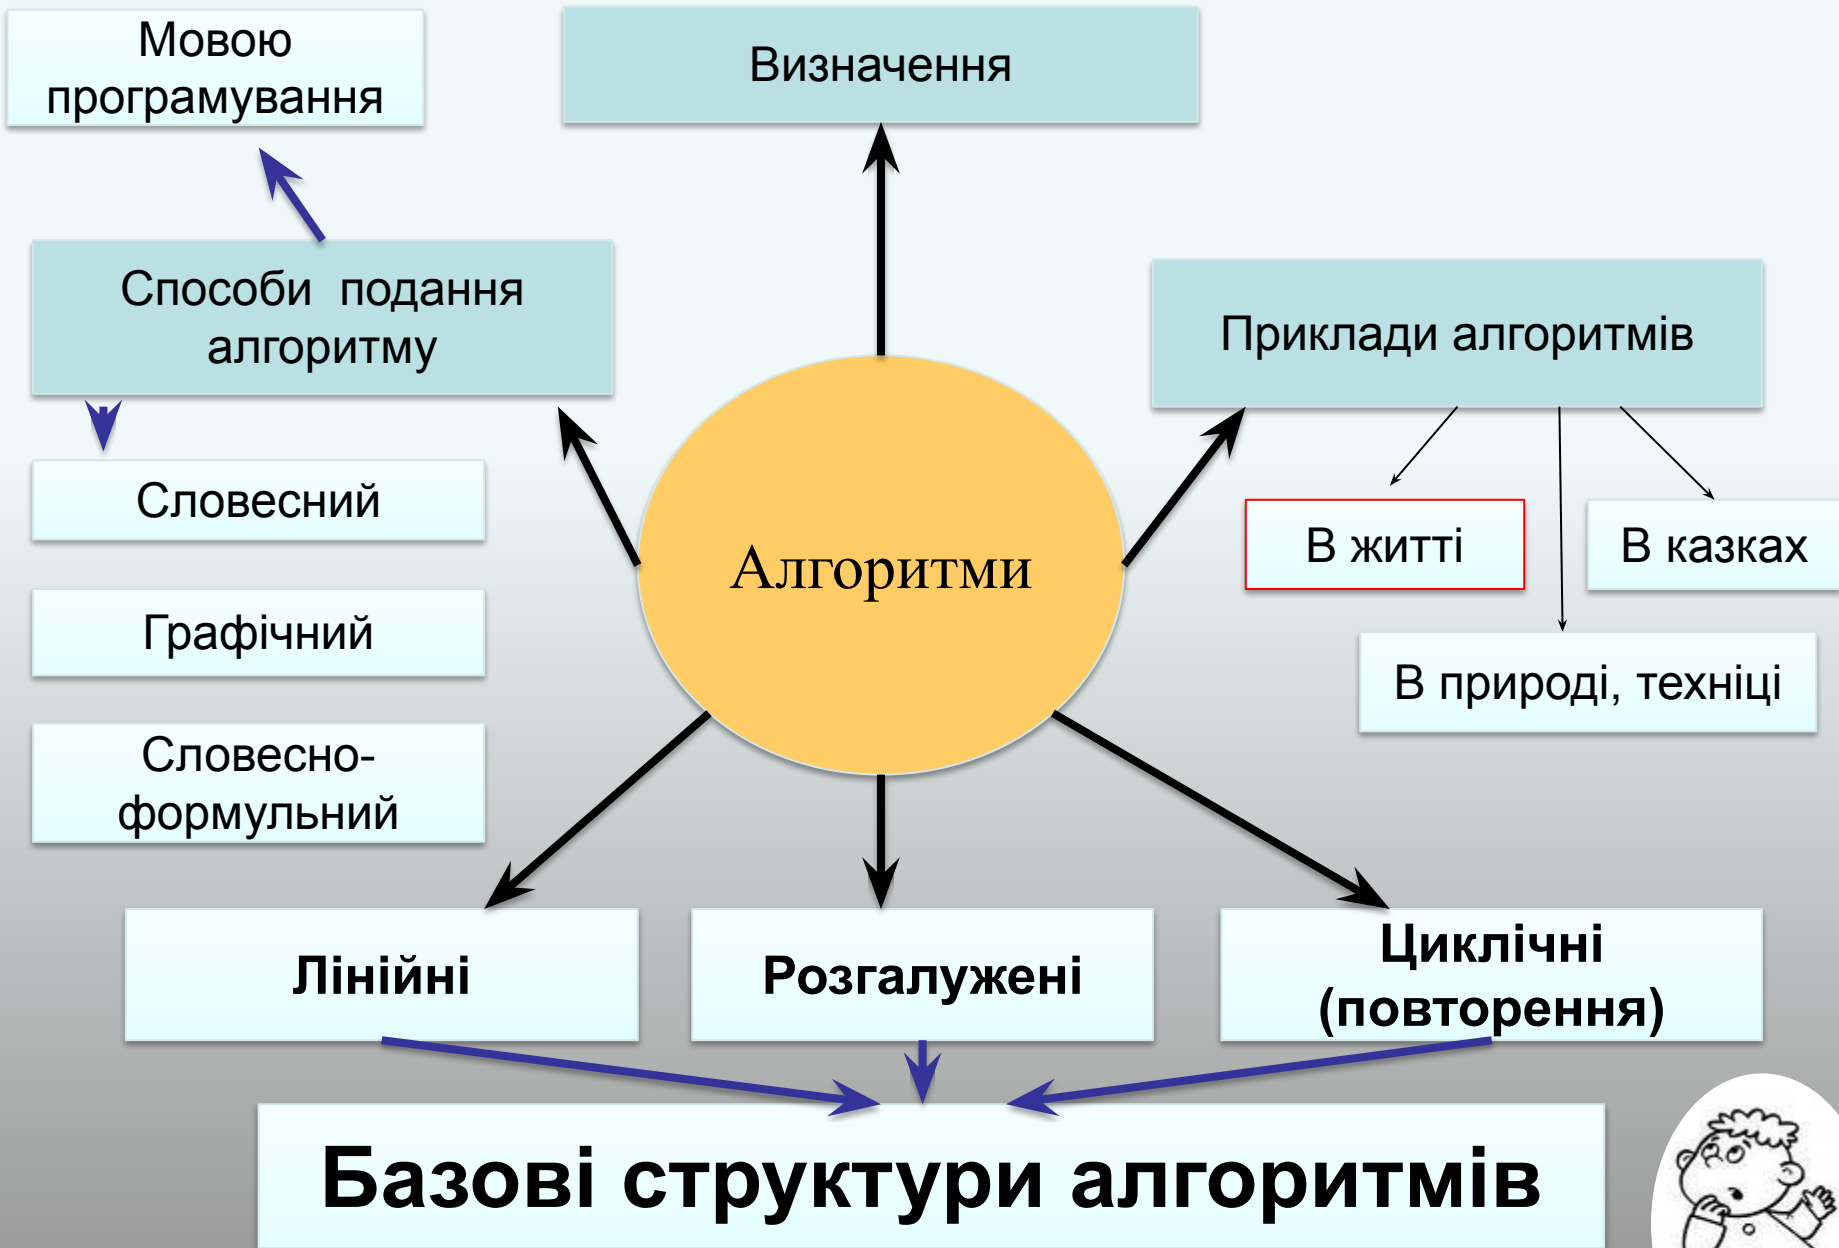 Мовою
програмування
Визначення
Способи подання
алгоритму
Приклади алгоритмів
Словесний
Графічний
Словесно-
формульний
Алгоритми
В житті
В казках
В природі, техніці
Лінійні
Розгалужені
Циклічні
(повторення)
Базові структури алгоритмів